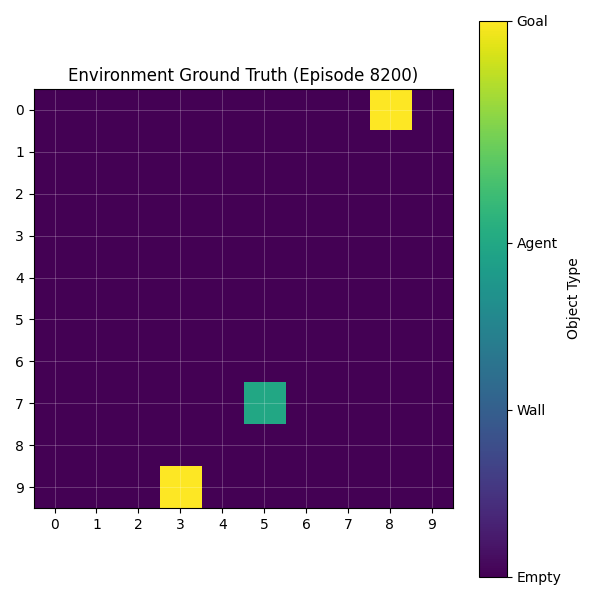 Environment Ground Truth (Episode 8200)
0
1
2
3
4
5
6
7
8
9
0 1 2 3 4 5 6 7 8 9
Goal
Agent
Wall
Empty
Object Type